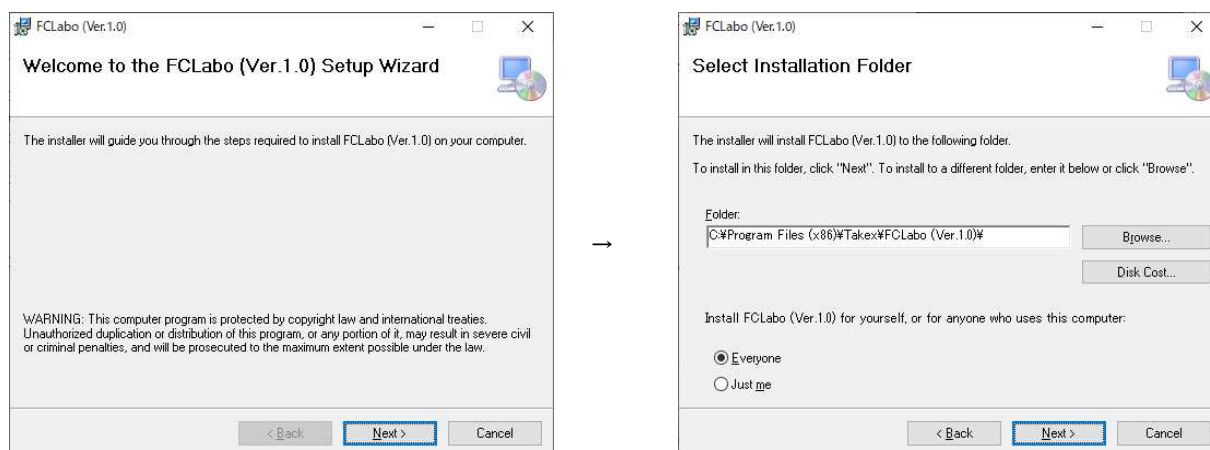 FCLabo (Ver.1.0)
Welcome to the FCLabo (Ver.1.0) Setup Wizard
The installer will guide you through the steps required to install FCLabo (Ver.1.0) on your computer.
WARNING: This computer program is protected by copyright law and international treaties.
Unauthorized duplication or distribution of this program, or any portion of it, may result in severe civil
or criminal penalties, and will be prosecuted to the maximum extent possible under the law.
< Back
Next >
Cancel
→
FCLabo (Ver.1.0)
Select Installation Folder
The installer will install FCLabo (Ver.1.0) to the following folder.
To install in this folder, click "Next". To install to a different folder, enter it below or click "Browse".
Folder:
C:¥Program Files (x86)¥Takex¥FCLabo (Ver.1.0)¥
Browse...
Disk Cost...
Install FCLabo (Ver.1.0) for yourself, or for anyone who uses this computer:
Everyone
Just me
< Back
Next >
Cancel